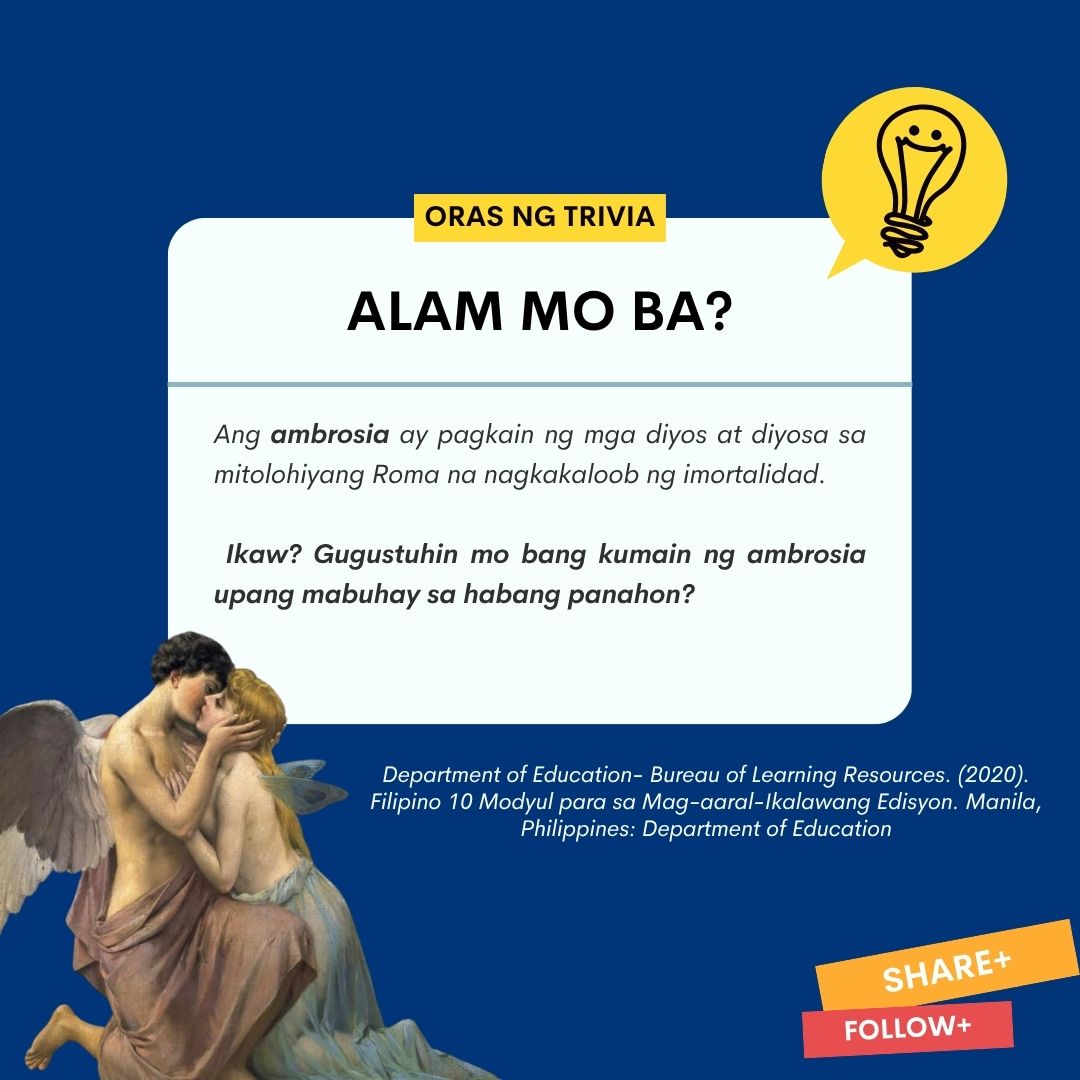 ORAS NG TRIVIA
ALAM MO BA?
Ang ambrosia ay pagkain ng mga diyos at diyosa sa
mitolohiyang Roma na nagkakaloob ng imortalidad.
Ikaw? Gugustuhin mo bang kumain ng ambrosia
upang mabuhay sa habang panahon?
Department of Education- Bureau of Learning Resources. (2020).
Filipino 10 Modyul para sa Mag-aaral-Ikalawang Edisyon. Manila,
Philippines: Department of Education
SHARE+
FOLLOW+